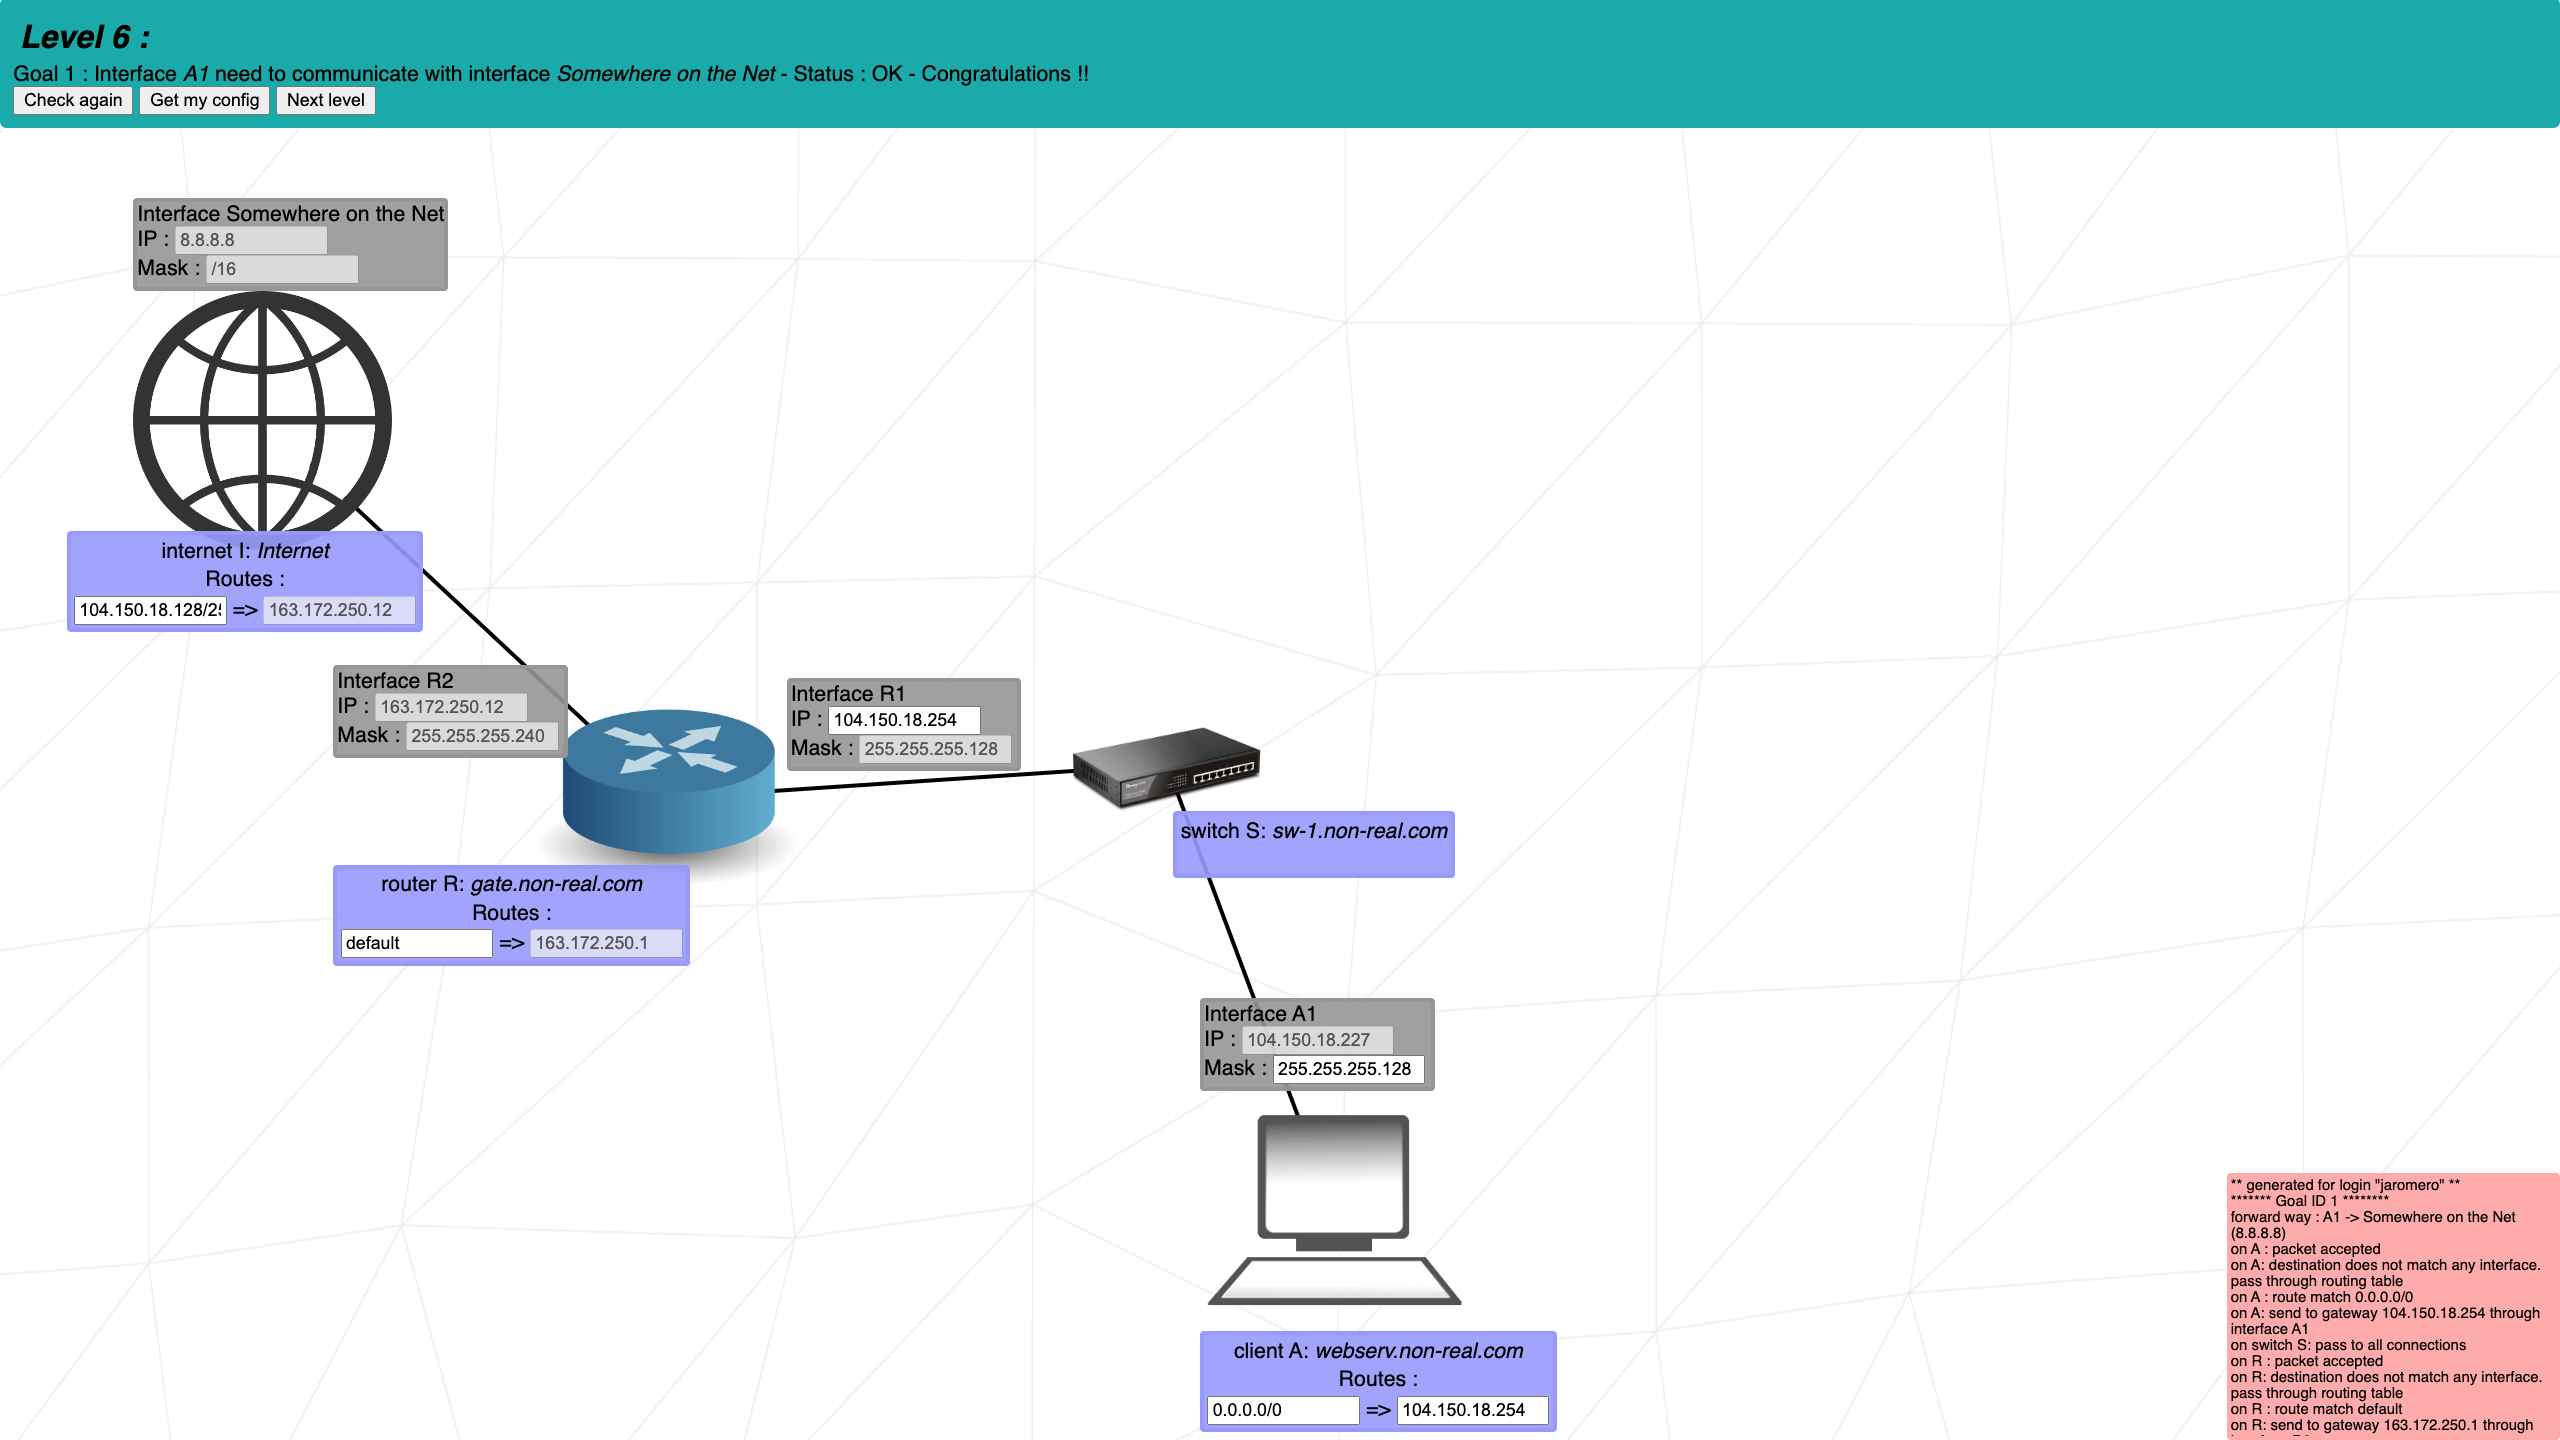 Level 6 :
Goal 1 : Interface A1 need to communicate with interface Somewhere on the Net - Status : OK - Congratulations !!
Check again Get my config Next level
Interface Somewhere on the Net
IP : 8.8.8.8
Mask : /16
internet I: Internet
Routes :
104.150.18.128/2 => 163.172.250.12
Interface R2
IP : 163.172.250.12
Mask : 255.255.255.240
Interface R1
IP : 104.150.18.254
Mask : 255.255.255.128
switch S: sw-1.non-real.com
router R: gate.non-real.com
Routes :
default => 163.172.250.1
Interface A1
IP : 104.150.18.227
Mask : 255.255.255.128
client A: webserv.non-real.com
Routes :
0.0.0.0/0 => 104.150.18.254
** generated for login "jaromero" **
******* Goal ID 1 ********
forward way : A1 -> Somewhere on the Net
(8.8.8.8)
on A : packet accepted
on A: destination does not match any interface.
pass through routing table
on A : route match 0.0.0.0/0
on A: send to gateway 104.150.18.254 through
interface A1
on switch S: pass to all connections
on R : packet accepted
on R: destination does not match any interface.
pass through routing table
on R : route match default
on R: send to gateway 163.172.250.1 through